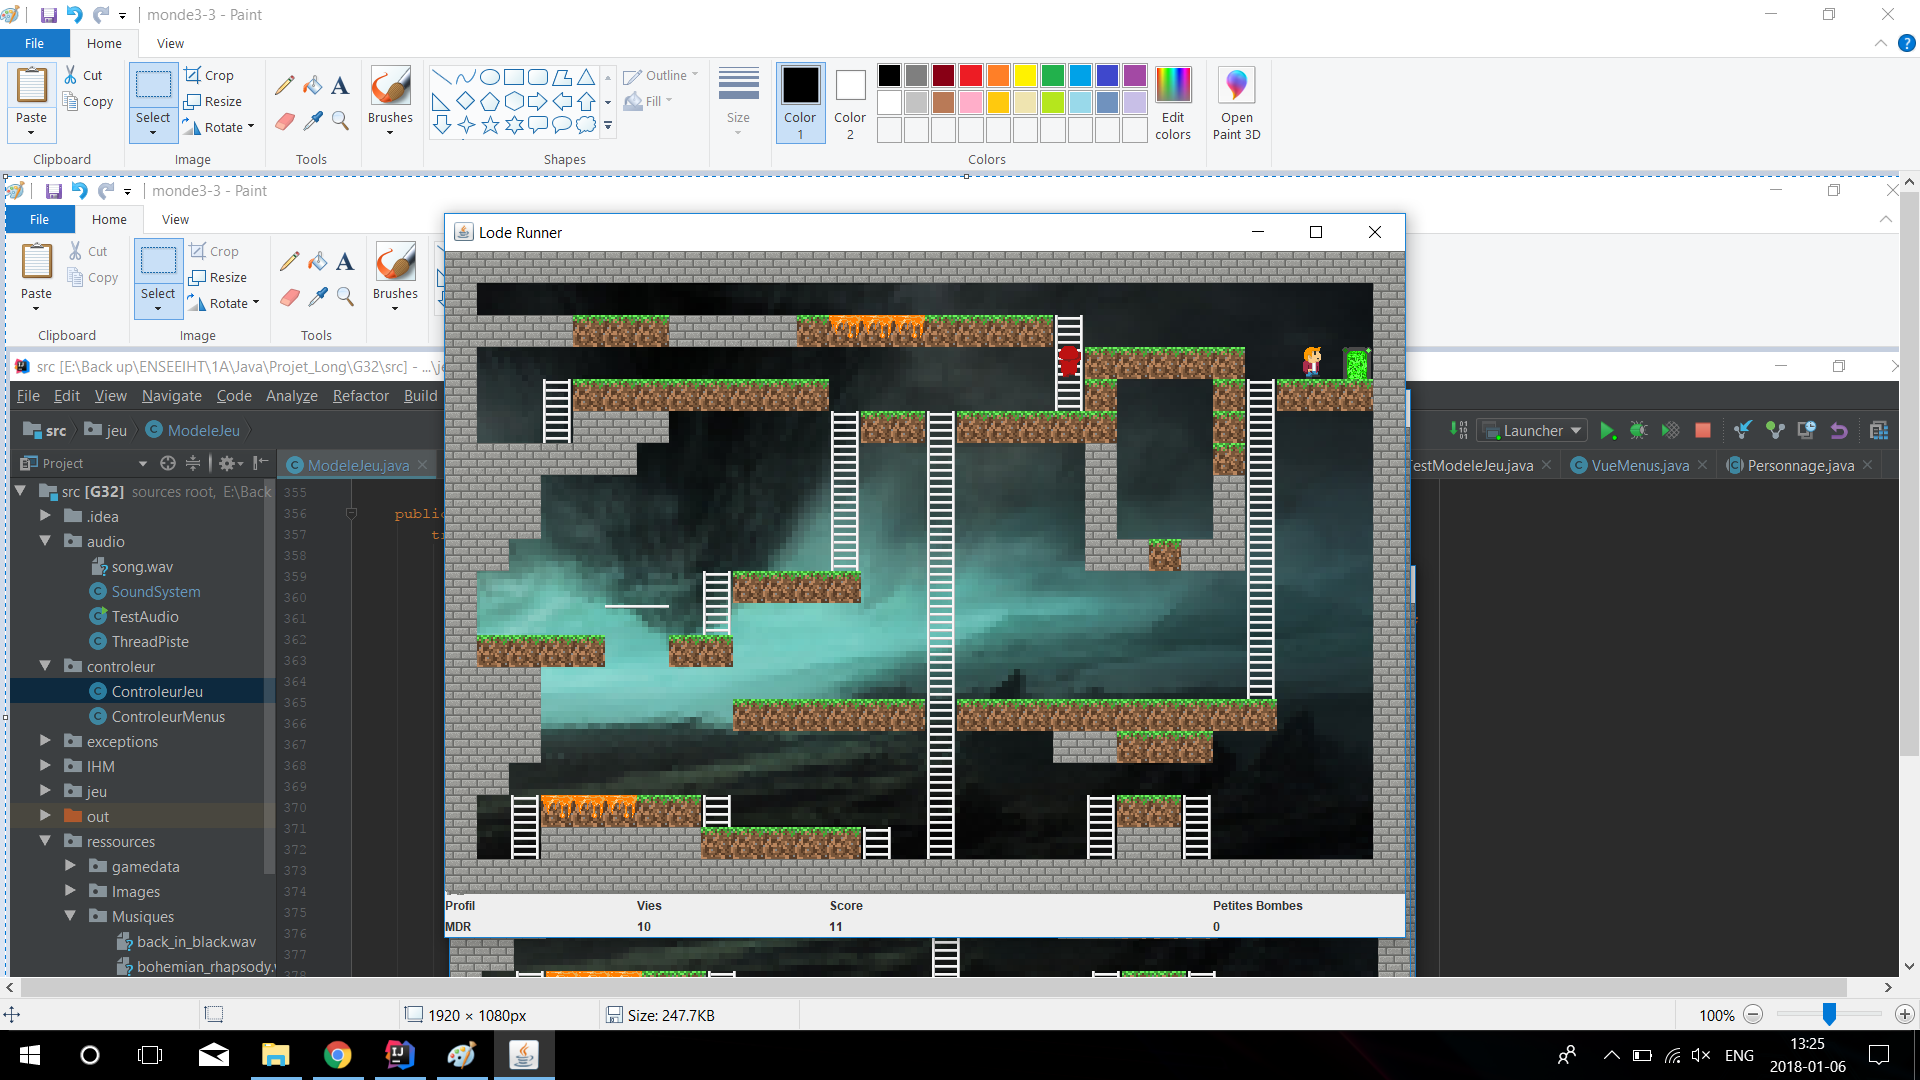 monde3-3 - Paint
File Home View
Paste Cut Copy Select Crop Resize Rotate Brushes Outline Fill Size Color 1 Color 2 Edit colors Open Paint 3D
Clipboard Image Tools Shapes Colors
monde3-3 - Paint
File Home View
Paste Cut Copy Select Crop Resize Rotate Brushes
Clipboard Image Tools
Lode Runner
src [E:\Back up\ENSEEIHT\1A\Java\Projet_Long\G32\src] - ...\je
File Edit View Navigate Code Analyze Refactor Build
src jeu ModeleJeu
Launcher
Project
ModeleJeu.java
TestModeleJeu.java VueMenus.java Personnage.java
src [G32] sources root, E:\Back
.idea
audio
song.wav
SoundSystem
TestAudio
ThreadPiste
controleur
ControleurJeu
ControleurMenus
exceptions
IHM
jeu
out
ressources
gamedata
Images
Musiques
back_in_black.wav
bohemian_rhapsody.
355
356 public
357 tr
358
359
360
361
362
363
364
365
366
367
368
369
370
371
372
373
374
375
376
377
378
Profil Vies Score Petites Bombes
MDR 10 11 0
1920 × 1080px Size: 247.7KB 100%
ENG 13:25
2018-01-06